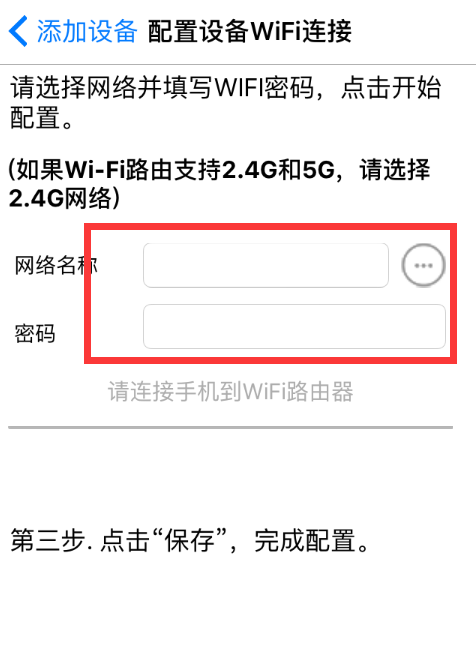 添加设备 配置设备WiFi连接
请选择网络并填写WIFI密码，点击开始
配置。
(如果Wi-Fi路由支持2.4G和5G，请选择
2.4G网络)
网络名称
密码
请连接手机到WiFi路由器
第三步. 点击“保存”，完成配置。